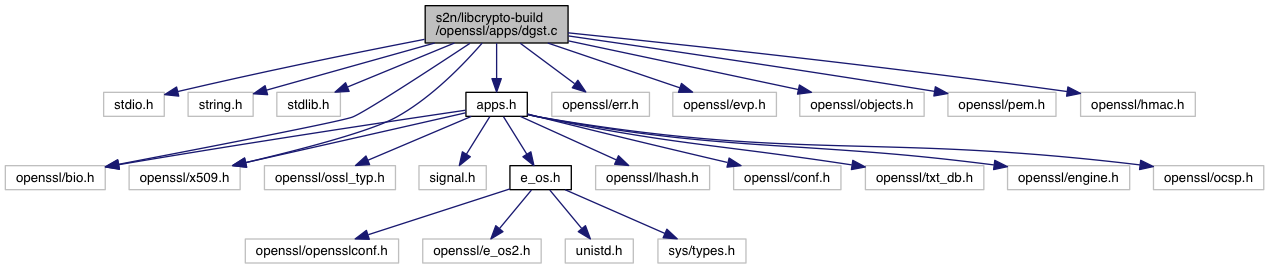 s2n/libcrypto-build
/openssl/apps/dgst.c
stdio.h
string.h
stdlib.h
apps.h
openssl/err.h
openssl/evp.h
openssl/objects.h
openssl/pem.h
openssl/hmac.h
openssl/bio.h
openssl/x509.h
openssl/ossl_typ.h
signal.h
e_os.h
openssl/lhash.h
openssl/conf.h
openssl/txt_db.h
openssl/engine.h
openssl/ocsp.h
openssl/opensslconf.h
openssl/e_os2.h
unistd.h
sys/types.h